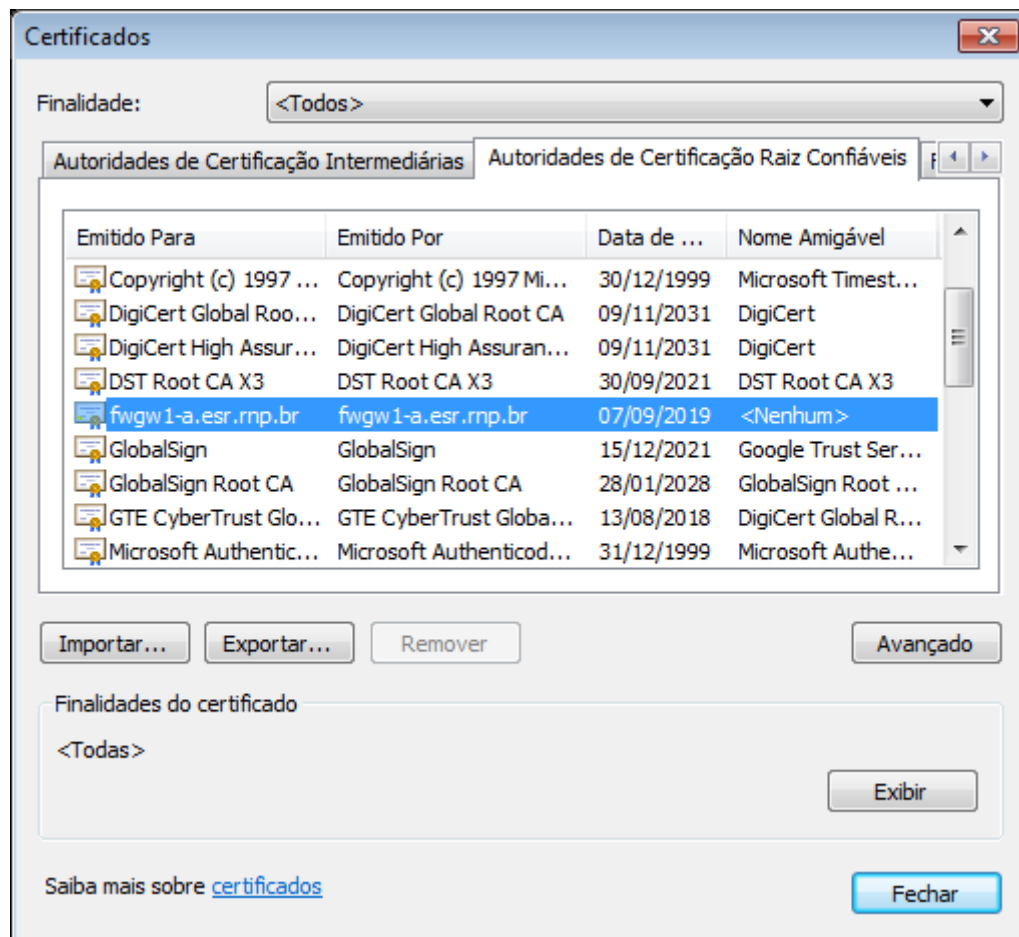 Certificados
Finalidade: <Todos>
Autoridades de Certificação Intermediárias Autoridades de Certificação Raiz Confiáveis
Emitido Para Emitido Por Data de ... Nome Amigável
Copyright (c) 1997 ... Copyright (c) 1997 Mi... 30/12/1999 Microsoft Timest...
DigiCert Global Roo... DigiCert Global Root CA 09/11/2031 DigiCert
DigiCert High Assur... DigiCert High Assuran... 09/11/2031 DigiCert
DST Root CA X3 DST Root CA X3 30/09/2021 DST Root CA X3
fwgw1-a.esr.rnp.br fwgw1-a.esr.rnp.br 07/09/2019 <Nenhum>
GlobalSign GlobalSign 15/12/2021 Google Trust Ser...
GlobalSign Root CA GlobalSign Root CA 28/01/2028 GlobalSign Root ...
GTE CyberTrust Glo... GTE CyberTrust Globa... 13/08/2018 DigiCert Global R...
Microsoft Authentic... Microsoft Authenticod... 31/12/1999 Microsoft Authe...
Importar... Exportar... Remover Avançado
Finalidades do certificado
<Todas>
Exibir
Saiba mais sobre certificados
Fechar